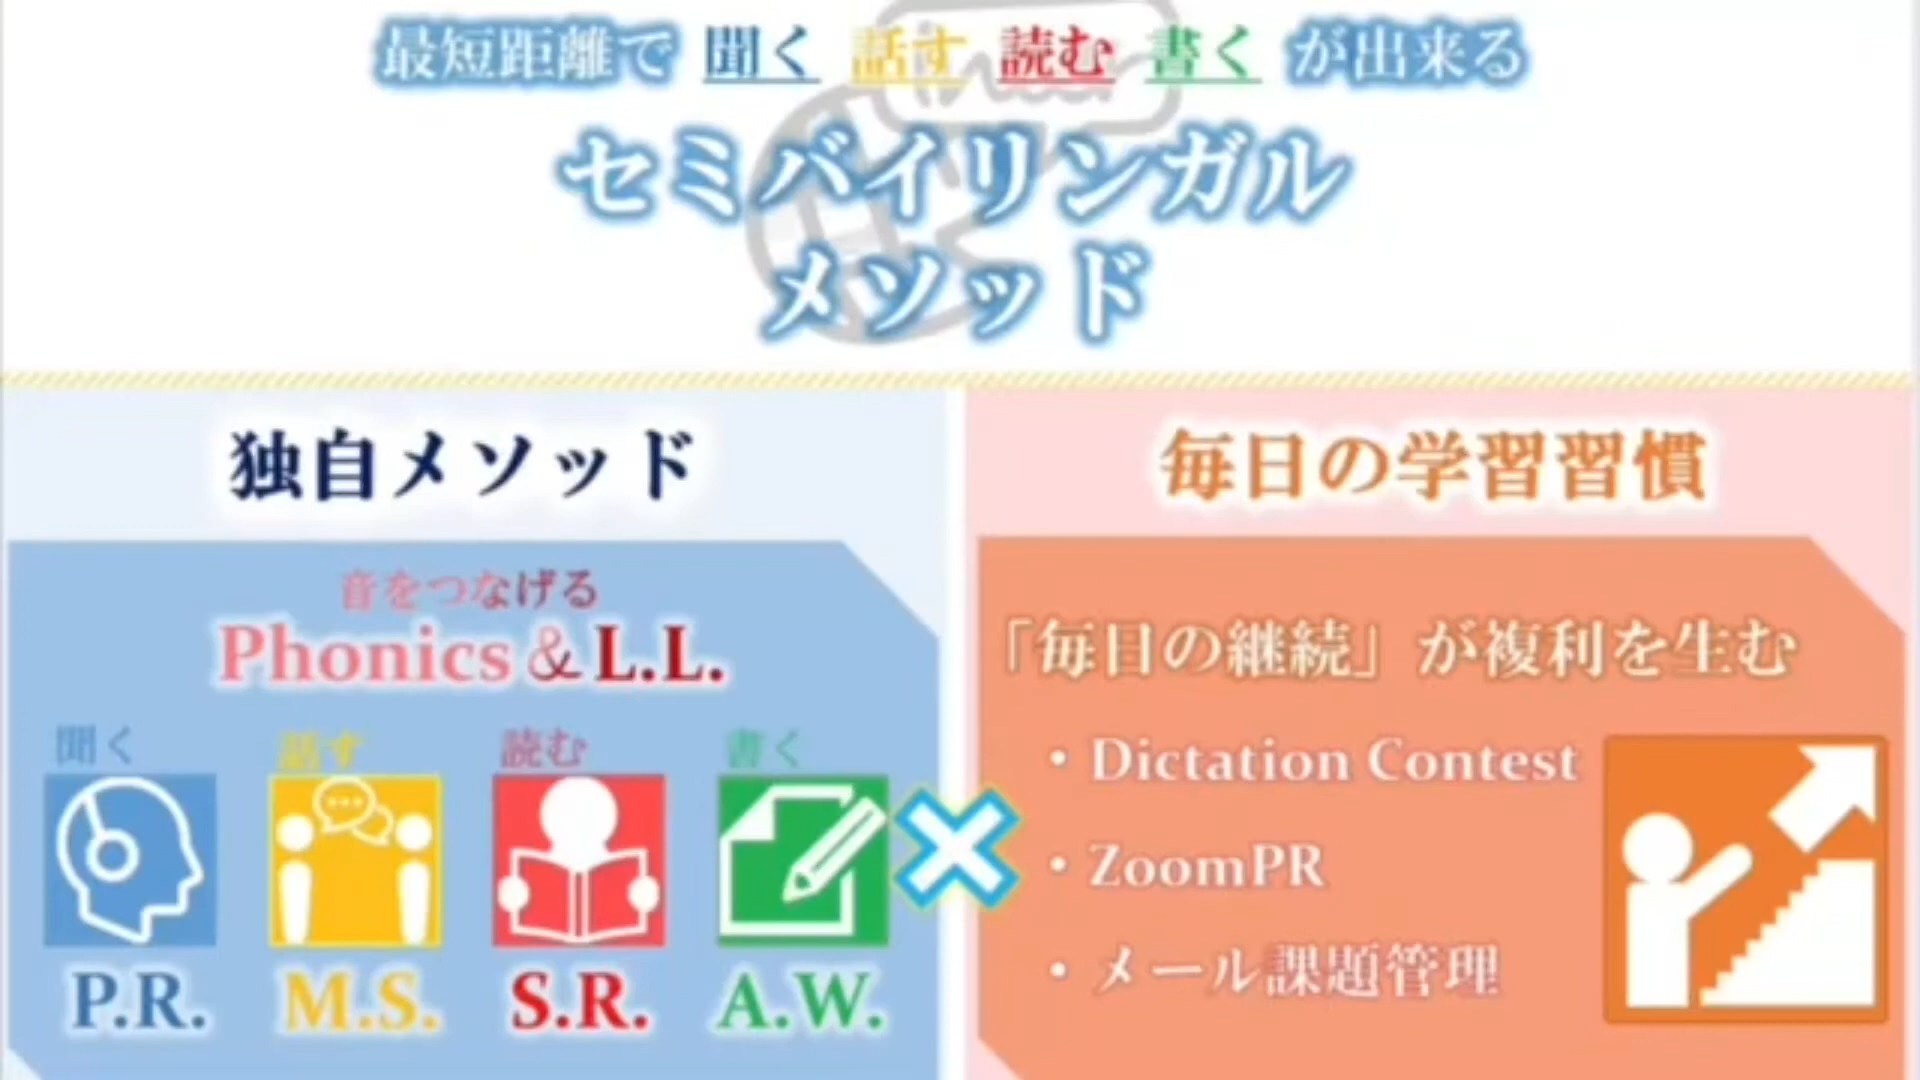 最短距離で 聞く 話す 読む 書く が出来る
セミバイリンガル
メソッド
独自メソッド
音をつなげる
Phonics & L.L.
聞く 話す 読む 書く
P.R. M.S. S.R. A.W.
毎日の学習習慣
「毎日の継続」が複利を生む
・Dictation Contest
・ZoomPR
・メール課題管理